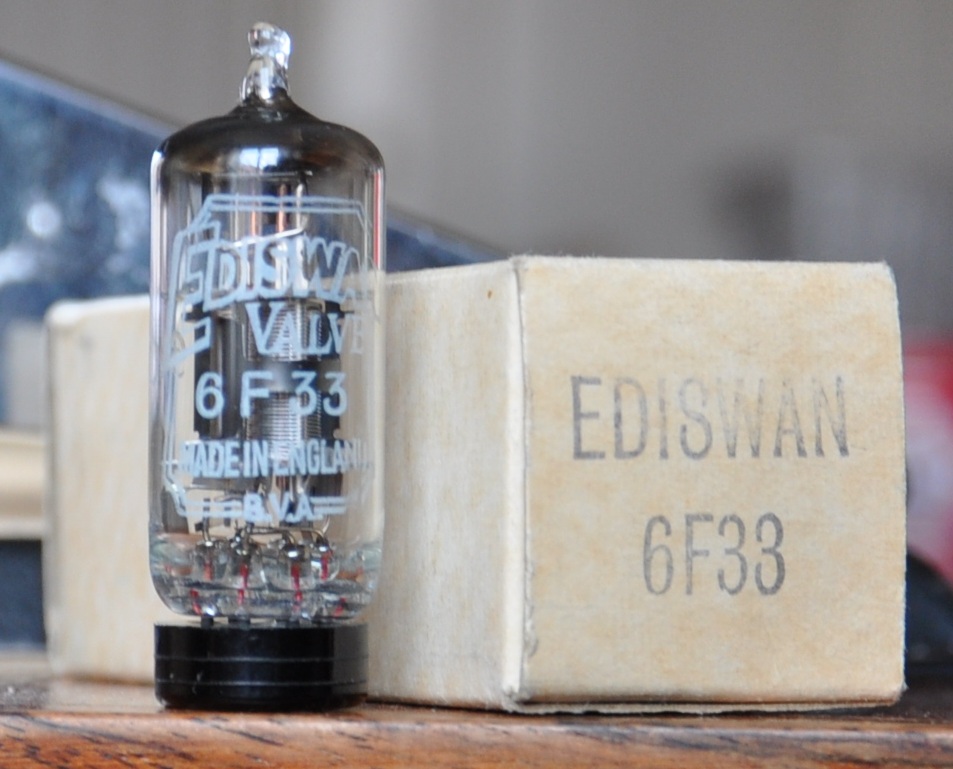 EDISWAN
VALVE
6F33
MADE IN ENGLAND
B.V.A.
EDISWAN
6F33